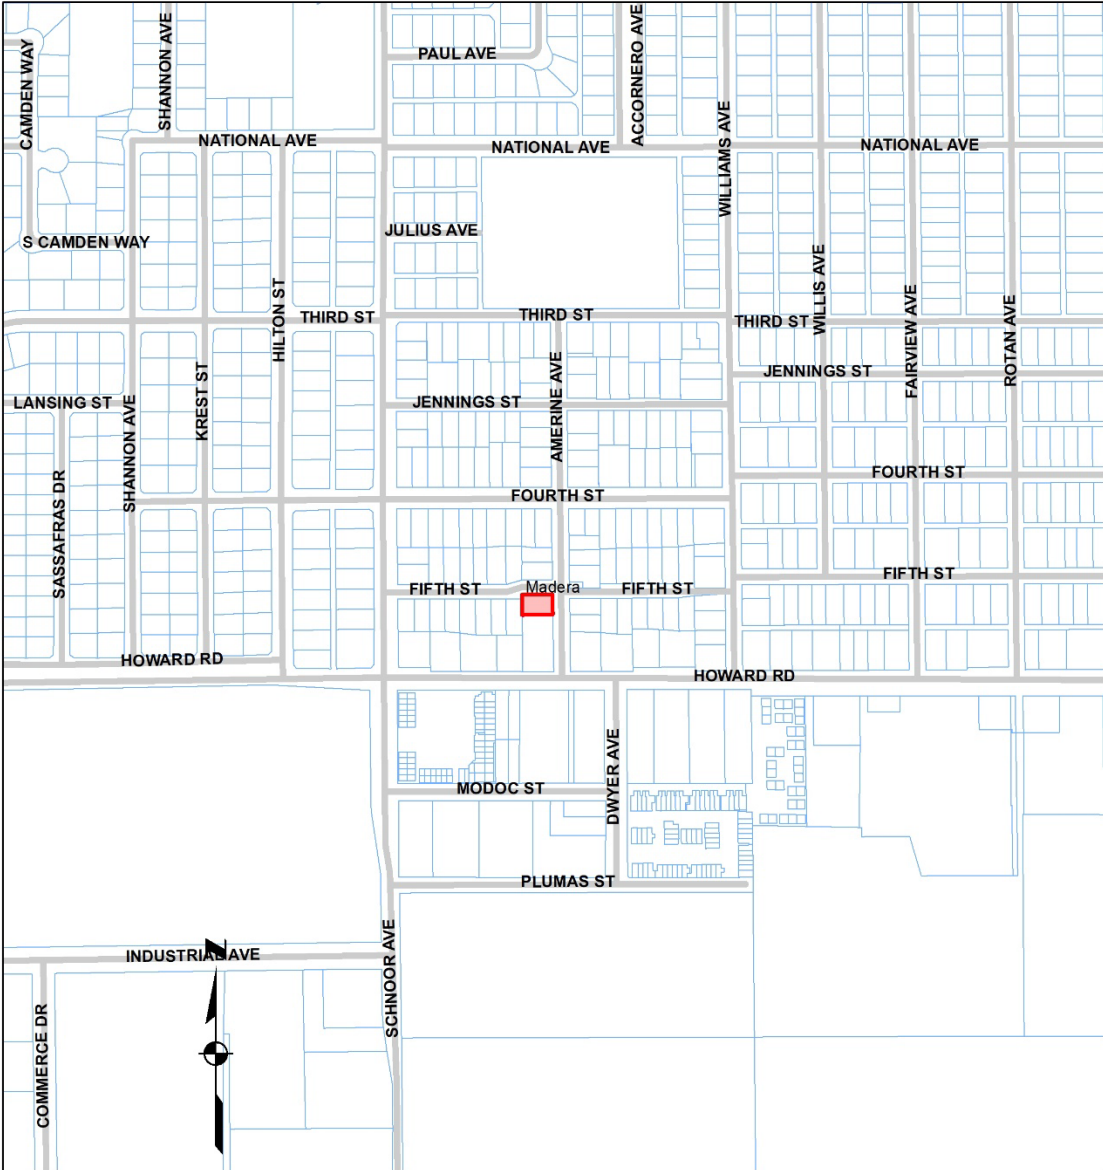 CAMDEN WAY
SHANNON AVE
PAUL AVE
ACCORNERO AVE
NATIONAL AVE
NATIONAL AVE
NATIONAL AVE
WILLIAMS AVE
S CAMDEN WAY
JULIUS AVE
HILTON ST
THIRD ST
THIRD ST
THIRD ST
WILLIS AVE
FAIRVIEW AVE
ROTAN AVE
JENNINGS ST
LANSING ST
SHANNON AVE
KREST ST
JENNINGS ST
AMERINE AVE
FOURTH ST
FOURTH ST
SASSAFRAS DR
FIFTH ST
Madera
FIFTH ST
FIFTH ST
HOWARD RD
HOWARD RD
MODOC ST
DWYER AVE
PLUMAS ST
INDUSTRIAL AVE
N
SCHNOOR AVE
COMMERCE DR